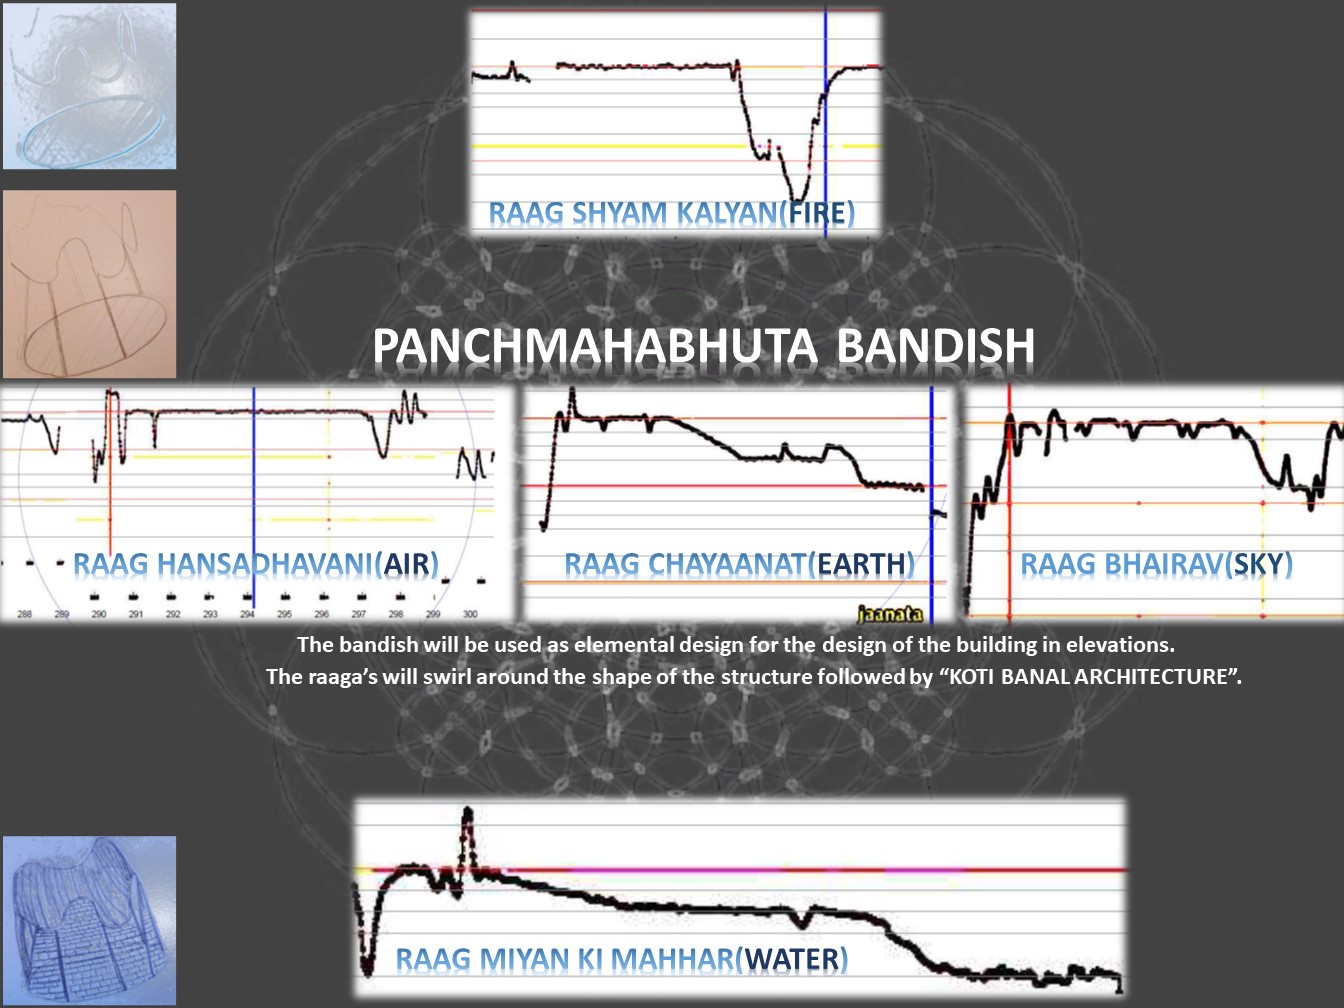 RAAG SHYAM KALYAN(FIRE)
PANCHMAHABHUTA BANDISH
RAAG HANSADHAVANI(AIR)
288 289 290 291 292 293 294 295 296 297 298 299 300
RAAG CHAYAANAT(EARTH)
jaanata
RAAG BHAIRAV(SKY)
The bandish will be used as elemental design for the design of the building in elevations.
The raaga’s will swirl around the shape of the structure followed by “KOTI BANAL ARCHITECTURE”.
RAAG MIYAN KI MAHHAR(WATER)